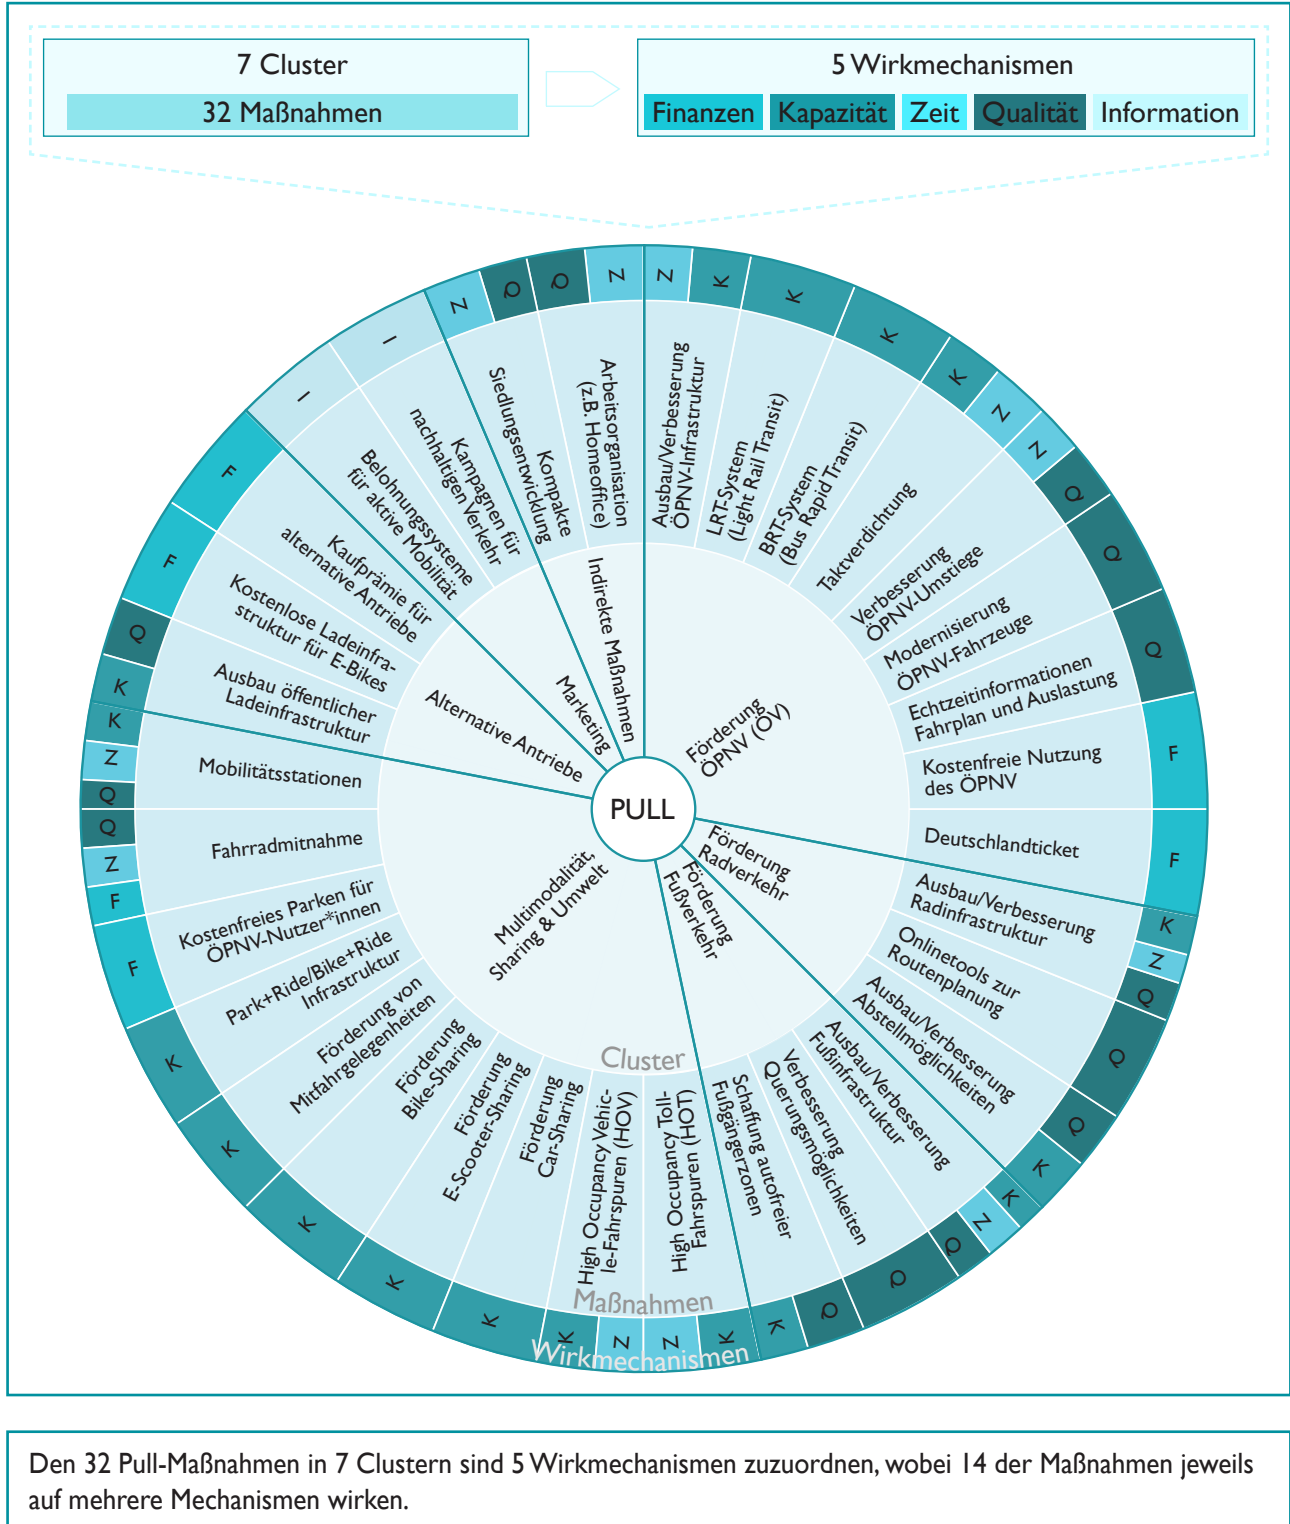 7 Cluster
32 Maßnahmen
5 Wirkmechanismen
Finanzen
Kapazität
Zeit
Qualität
Information
Z
K
K
K
K
Z
Z
Q
Q
Q
F
F
K
Z
Q
Q
Q
K
K
Z
Q
Q
Q
K
K
Z
Z
K
K
K
K
K
K
F
F
Z
Q
Q
Z
K
K
Q
F
F
I
I
Z
Q
Q
Z
Ausbau/Verbesserung
ÖPNV-Infrastruktur
LRT-System
(Light Rail Transit)
BRT-System
(Bus Rapid Transit)
Taktverdichtung
Verbesserung
ÖPNV-Umstiege
Modernisierung
ÖPNV-Fahrzeuge
Echtzeitinformationen
Fahrplan und Auslastung
Kostenfreie Nutzung
des ÖPNV
Deutschlandticket
Ausbau/Verbesserung
Radinfrastruktur
Onlinetools zur
Routenplanung
Ausbau/Verbesserung
Abstellmöglichkeiten
Ausbau/Verbesserung
Fußinfrastruktur
Verbesserung
Querungsmöglichkeiten
Schaffung autofreier
Fußgängerzonen
High Occupancy Toll-
Fahrspuren (HOT)
High Occupancy Vehic-
le-Fahrspuren (HOV)
Förderung
Car-Sharing
Förderung
E-Scooter-Sharing
Förderung
Bike-Sharing
Förderung von
Mitfahrgelegenheiten
Park+Ride/Bike+Ride
Infrastruktur
Kostenfreies Parken für
ÖPNV-Nutzer*innen
Fahrradmitnahme
Mobilitätsstationen
Ausbau öffentlicher
Ladeinfrastruktur
Kostenlose Ladeinfra-
struktur für E-Bikes
Kaufprämie für
alternative Antriebe
Belohnungssysteme
für aktive Mobilität
Kampagnen für
nachhaltigen Verkehr
Kompakte
Siedlungsentwicklung
Arbeitsorganisation
(z.B. Homeoffice)
Förderung
ÖPNV (ÖV)
Förderung
Radverkehr
Förderung
Fußverkehr
Multimodalität,
Sharing & Umwelt
Alternative Antriebe
Marketing
Indirekte Maßnahmen
PULL
Cluster
Maßnahmen
Wirkmechanismen
Den 32 Pull-Maßnahmen in 7 Clustern sind 5 Wirkmechanismen zuzuordnen, wobei 14 der Maßnahmen jeweils
auf mehrere Mechanismen wirken.